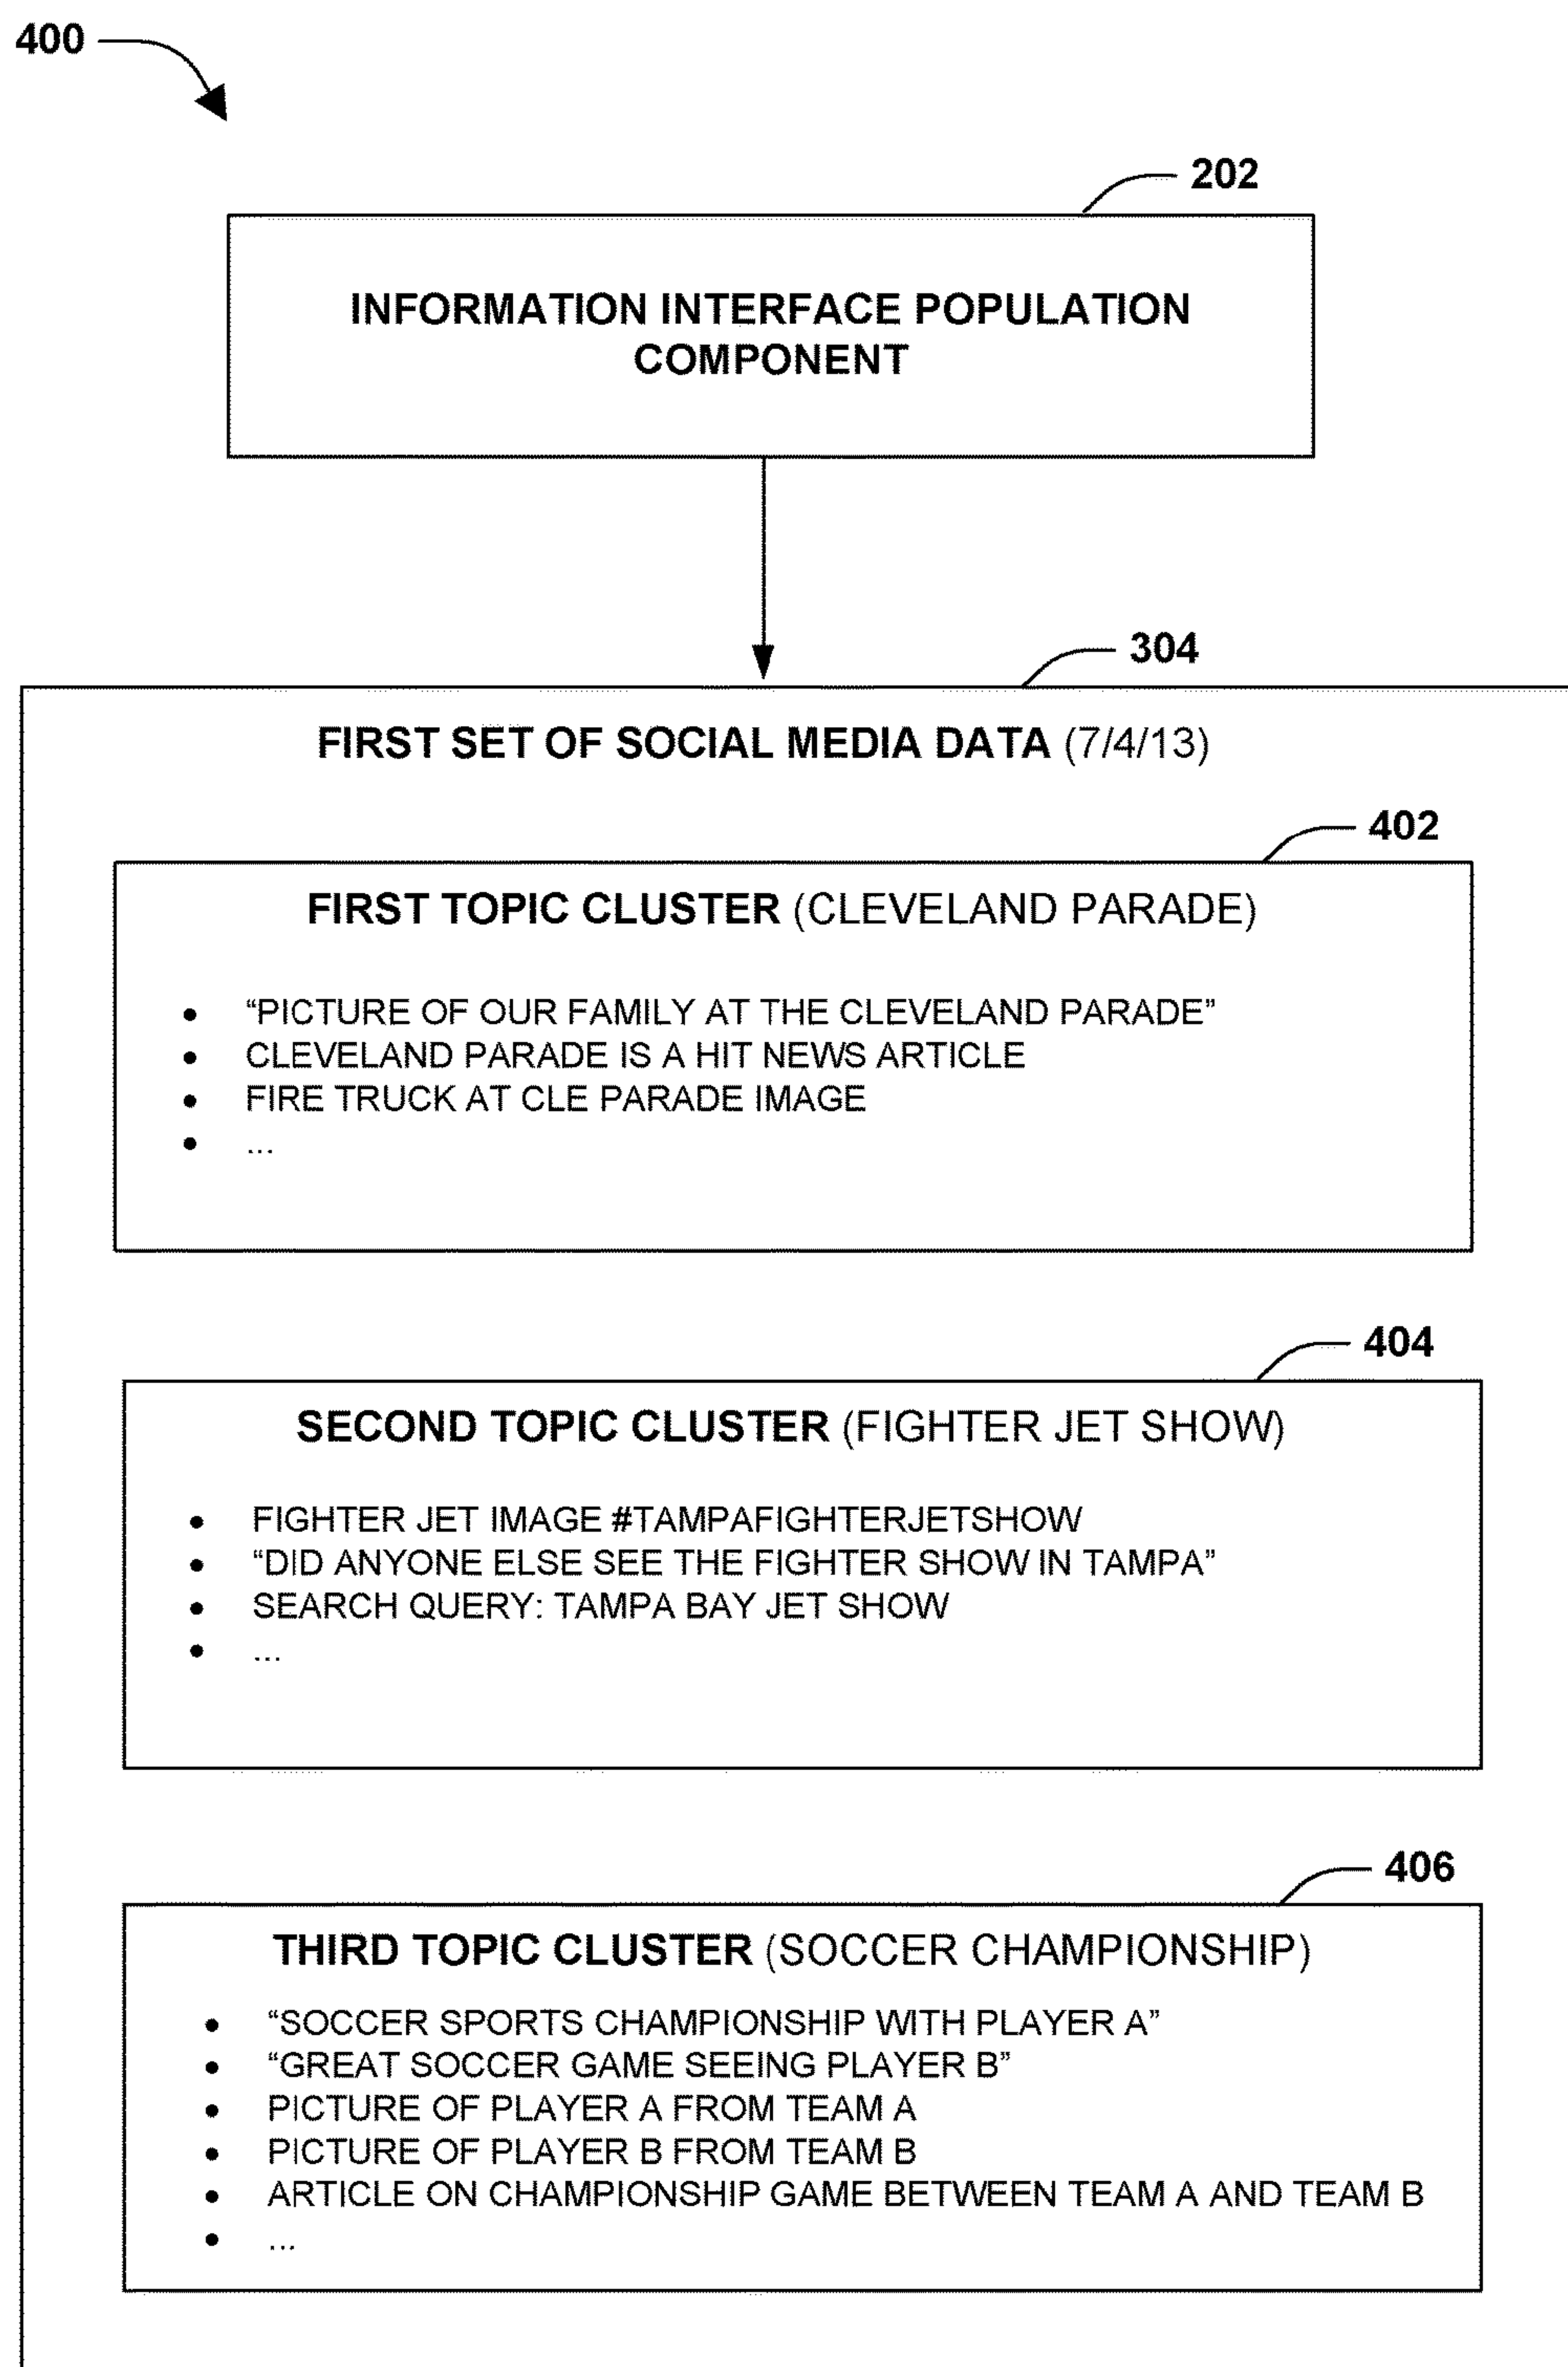 400
202
INFORMATION INTERFACE POPULATION
COMPONENT
304
FIRST SET OF SOCIAL MEDIA DATA (7/4/13)
402
FIRST TOPIC CLUSTER (CLEVELAND PARADE)
• “PICTURE OF OUR FAMILY AT THE CLEVELAND PARADE”
• CLEVELAND PARADE IS A HIT NEWS ARTICLE
• FIRE TRUCK AT CLE PARADE IMAGE
• ...
404
SECOND TOPIC CLUSTER (FIGHTER JET SHOW)
• FIGHTER JET IMAGE #TAMPAFIGHTERJETSHOW
• “DID ANYONE ELSE SEE THE FIGHTER SHOW IN TAMPA”
• SEARCH QUERY: TAMPA BAY JET SHOW
• ...
406
THIRD TOPIC CLUSTER (SOCCER CHAMPIONSHIP)
• “SOCCER SPORTS CHAMPIONSHIP WITH PLAYER A”
• “GREAT SOCCER GAME SEEING PLAYER B”
• PICTURE OF PLAYER A FROM TEAM A
• PICTURE OF PLAYER B FROM TEAM B
• ARTICLE ON CHAMPIONSHIP GAME BETWEEN TEAM A AND TEAM B
• ...